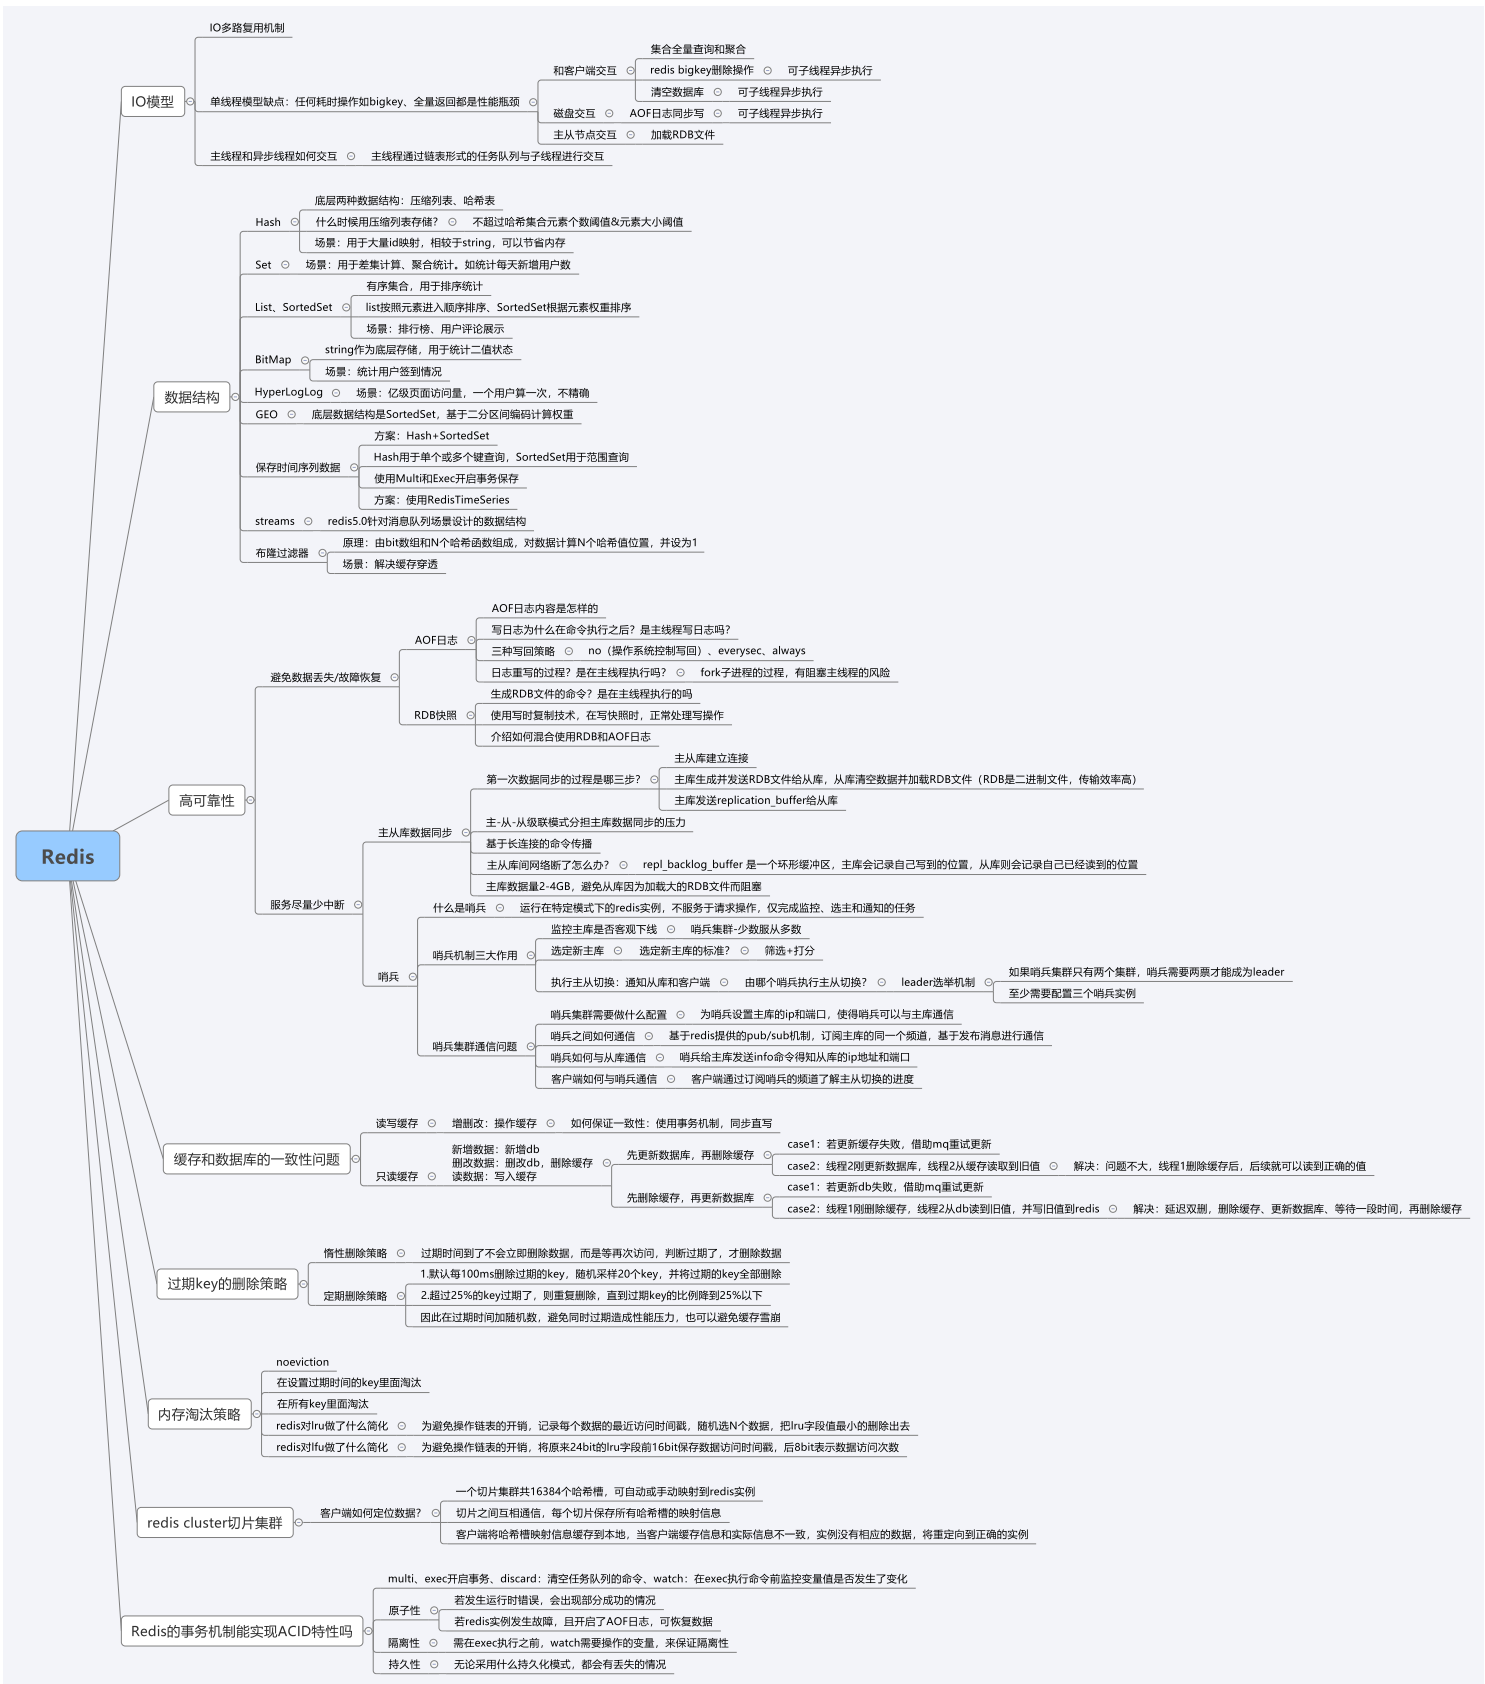 Redis
IO模型
IO多路复用机制
单线程模型缺点：任何耗时操作如bigkey、全量返回都是性能瓶颈
和客户端交互
集合全量查询和聚合
redis bigkey删除操作
可子线程异步执行
清空数据库
可子线程异步执行
磁盘交互
AOF日志同步写
可子线程异步执行
主从节点交互
加载RDB文件
主线程和异步线程如何交互
主线程通过链表形式的任务队列与子线程进行交互
数据结构
Hash
底层两种数据结构：压缩列表、哈希表
什么时候用压缩列表存储？
不超过哈希集合元素个数阈值&元素大小阈值
场景：用于大量id映射，相较于string，可以节省内存
Set
场景：用于差集计算、聚合统计。如统计每天新增用户数
List、SortedSet
有序集合，用于排序统计
list按照元素进入顺序排序、SortedSet根据元素权重排序
场景：排行榜、用户评论展示
BitMap
string作为底层存储，用于统计二值状态
场景：统计用户签到情况
HyperLogLog
场景：亿级页面访问量，一个用户算一次，不精确
GEO
底层数据结构是SortedSet，基于二分区间编码计算权重
保存时间序列数据
方案：Hash+SortedSet
Hash用于单个或多个键查询，SortedSet用于范围查询
使用Multi和Exec开启事务保存
方案：使用RedisTimeSeries
streams
redis5.0针对消息队列场景设计的数据结构
布隆过滤器
原理：由bit数组和N个哈希函数组成，对数据计算N个哈希值位置，并设为1
场景：解决缓存穿透
高可靠性
避免数据丢失/故障恢复
AOF日志
AOF日志内容是怎样的
写日志为什么在命令执行之后？是主线程写日志吗？
三种写回策略
no（操作系统控制写回）、everysec、always
日志重写的过程？是在主线程执行吗？
fork子进程的过程，有阻塞主线程的风险
RDB快照
生成RDB文件的命令？是在主线程执行的吗
使用写时复制技术，在写快照时，正常处理写操作
介绍如何混合使用RDB和AOF日志
服务尽量少中断
主从库数据同步
第一次数据同步的过程是哪三步？
主从库建立连接
主库生成并发送RDB文件给从库，从库清空数据并加载RDB文件（RDB是二进制文件，传输效率高）
主库发送replication_buffer给从库
主-从-从级联模式分担主库数据同步的压力
基于长连接的命令传播
主从库间网络断了怎么办？
repl_backlog_buffer 是一个环形缓冲区，主库会记录自己写到的位置，从库则会记录自己已经读到的位置
主库数据量2-4GB，避免从库因为加载大的RDB文件而阻塞
哨兵
什么是哨兵
运行在特定模式下的redis实例，不服务于请求操作，仅完成监控、选主和通知的任务
哨兵机制三大作用
监控主库是否客观下线
哨兵集群-少数服从多数
选定新主库
选定新主库的标准？
筛选+打分
执行主从切换：通知从库和客户端
由哪个哨兵执行主从切换？
leader选举机制
如果哨兵集群只有两个集群，哨兵需要两票才能成为leader
至少需要配置三个哨兵实例
哨兵集群通信问题
哨兵集群需要做什么配置
为哨兵设置主库的ip和端口，使得哨兵可以与主库通信
哨兵之间如何通信
基于redis提供的pub/sub机制，订阅主库的同一个频道，基于发布消息进行通信
哨兵如何与从库通信
哨兵给主库发送info命令得知从库的ip地址和端口
客户端如何与哨兵通信
客户端通过订阅哨兵的频道了解主从切换的进度
缓存和数据库的一致性问题
读写缓存
增删改：操作缓存
如何保证一致性：使用事务机制，同步直写
只读缓存
新增数据：新增db
删改数据：删改db，删除缓存
读数据：写入缓存
先更新数据库，再删除缓存
case1：若更新缓存失败，借助mq重试更新
case2：线程2刚更新数据库，线程2从缓存读取到旧值
解决：问题不大，线程1删除缓存后，后续就可以读到正确的值
先删除缓存，再更新数据库
case1：若更新db失败，借助mq重试更新
case2：线程1刚删除缓存，线程2从db读到旧值，并写旧值到redis
解决：延迟双删，删除缓存、更新数据库、等待一段时间，再删除缓存
过期key的删除策略
惰性删除策略
过期时间到了不会立即删除数据，而是等再次访问，判断过期了，才删除数据
定期删除策略
1.默认每100ms删除过期的key，随机采样20个key，并将过期的key全部删除
2.超过25%的key过期了，则重复删除，直到过期key的比例降到25%以下
因此在过期时间加随机数，避免同时过期造成性能压力，也可以避免缓存雪崩
内存淘汰策略
noeviction
在设置过期时间的key里面淘汰
在所有key里面淘汰
redis对lru做了什么简化
为避免操作链表的开销，记录每个数据的最近访问时间戳，随机选N个数据，把lru字段值最小的删除出去
redis对lfu做了什么简化
为避免操作链表的开销，将原来24bit的lru字段前16bit保存数据访问时间戳，后8bit表示数据访问次数
redis cluster切片集群
客户端如何定位数据？
一个切片集群共16384个哈希槽，可自动或手动映射到redis实例
切片之间互相通信，每个切片保存所有哈希槽的映射信息
客户端将哈希槽映射信息缓存到本地，当客户端缓存信息和实际信息不一致，实例没有相应的数据，将重定向到正确的实例
Redis的事务机制能实现ACID特性吗
multi、exec开启事务、discard：清空任务队列的命令、watch：在exec执行命令前监控变量值是否发生了变化
原子性
若发生运行时错误，会出现部分成功的情况
若redis实例发生故障，且开启了AOF日志，可恢复数据
隔离性
需在exec执行之前，watch需要操作的变量，来保证隔离性
持久性
无论采用什么持久化模式，都会有丢失的情况